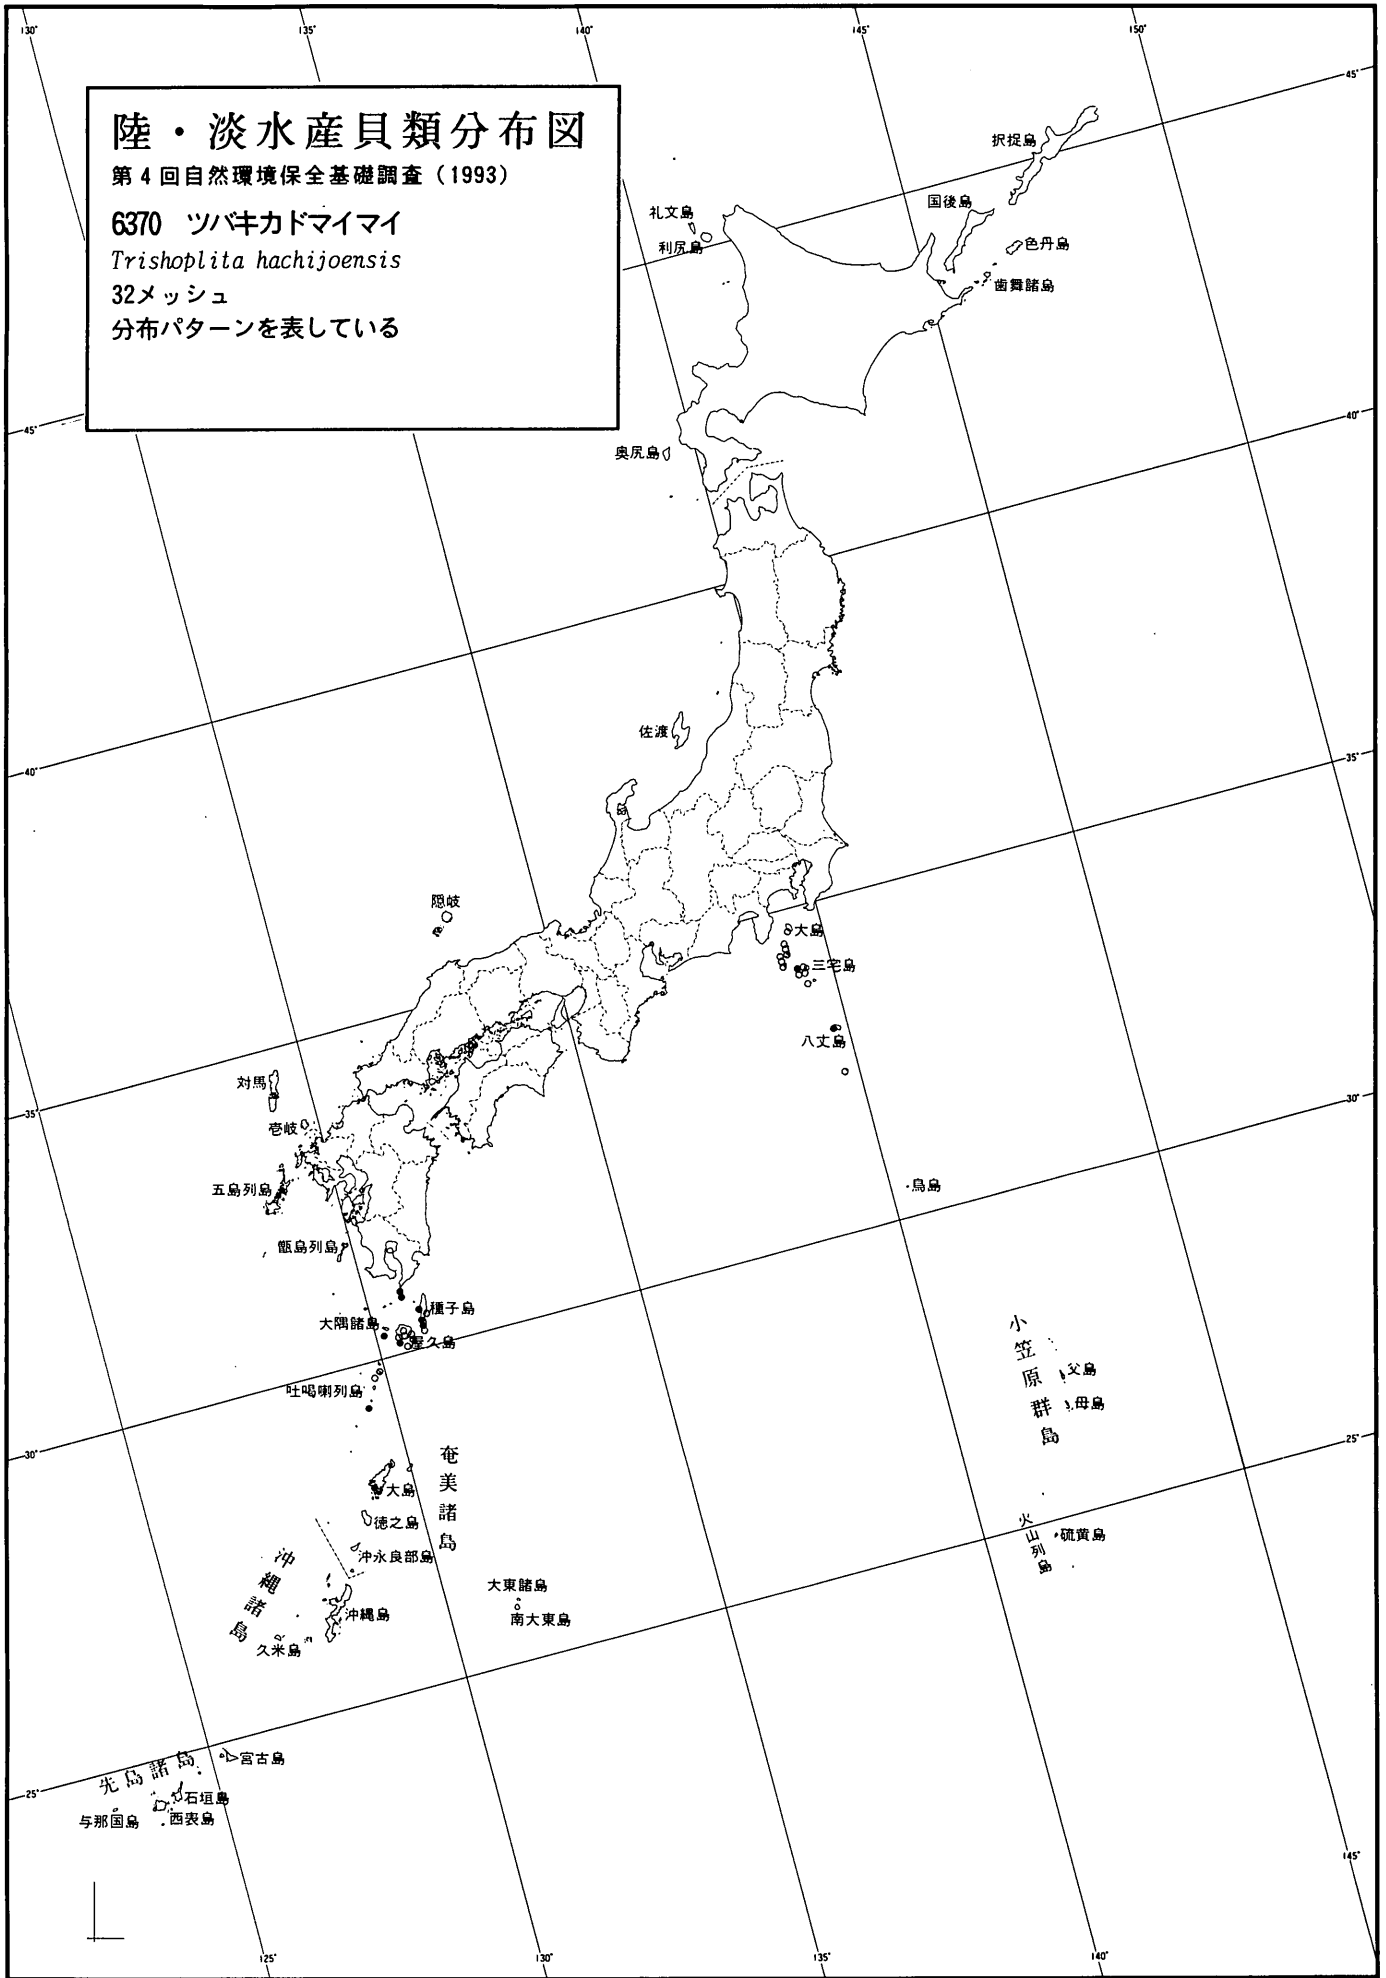 130°
135°
140°
145°
150°
陸・淡水産貝類分布図
第4回自然環境保全基礎調査（1993）
6370 ツバキカドマイマイ
Trishoplita hachijoensis
32メッシュ
分布パターンを表している
45°
択捉島
国後島
礼文島
利尻島
色丹島
歯舞諸島
40°
45°
奥尻島
佐渡
35°
40°
隠岐
大島
三宅島
八丈島
対馬
壱岐
30°
35°
五島列島
鳥島
甑島列島
種子島
大隅諸島
屋久島
小笠原群島
父島
母島
吐喝喇列島
25°
30°
奄美諸島
大島
徳之島
沖永良部島
火山列島
硫黄島
沖縄諸島
沖縄島
久米島
大東諸島
南大東島
先島諸島
宮古島
石垣島
西表島
与那国島
25°
145°
125°
130°
135°
140°